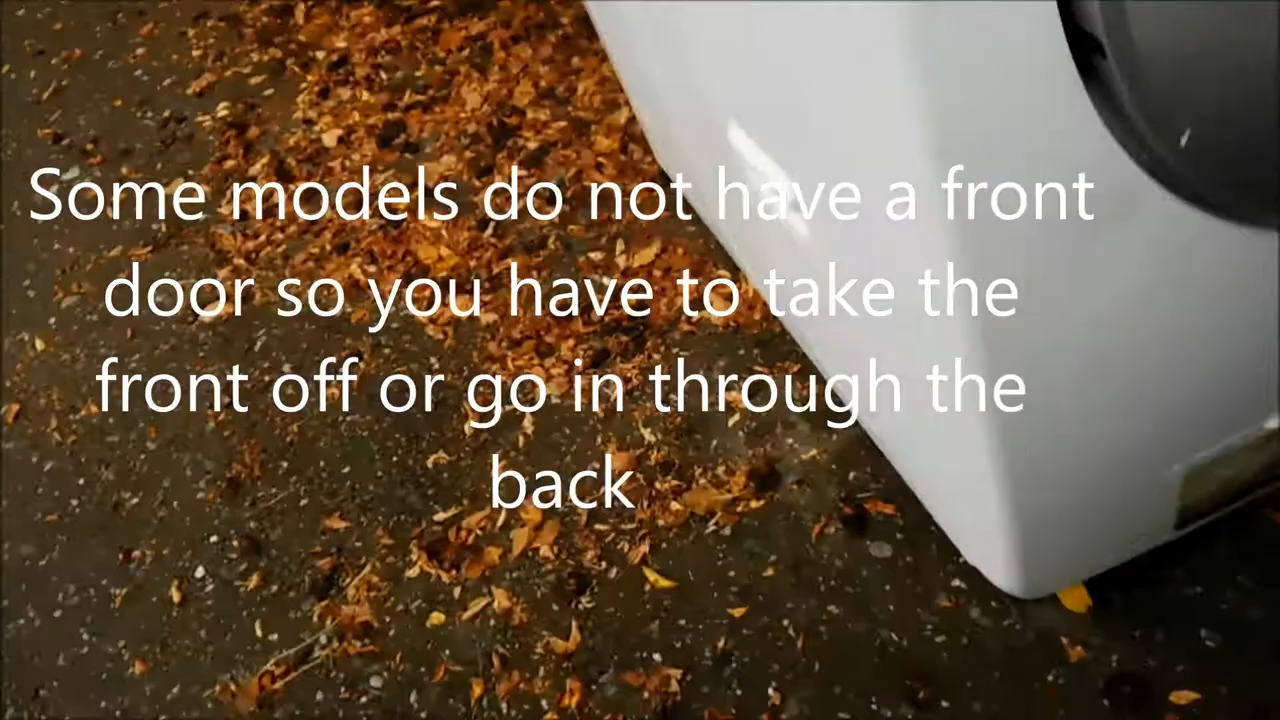 Some models do not have a front
door so you have to take the
front off or go in through the
back